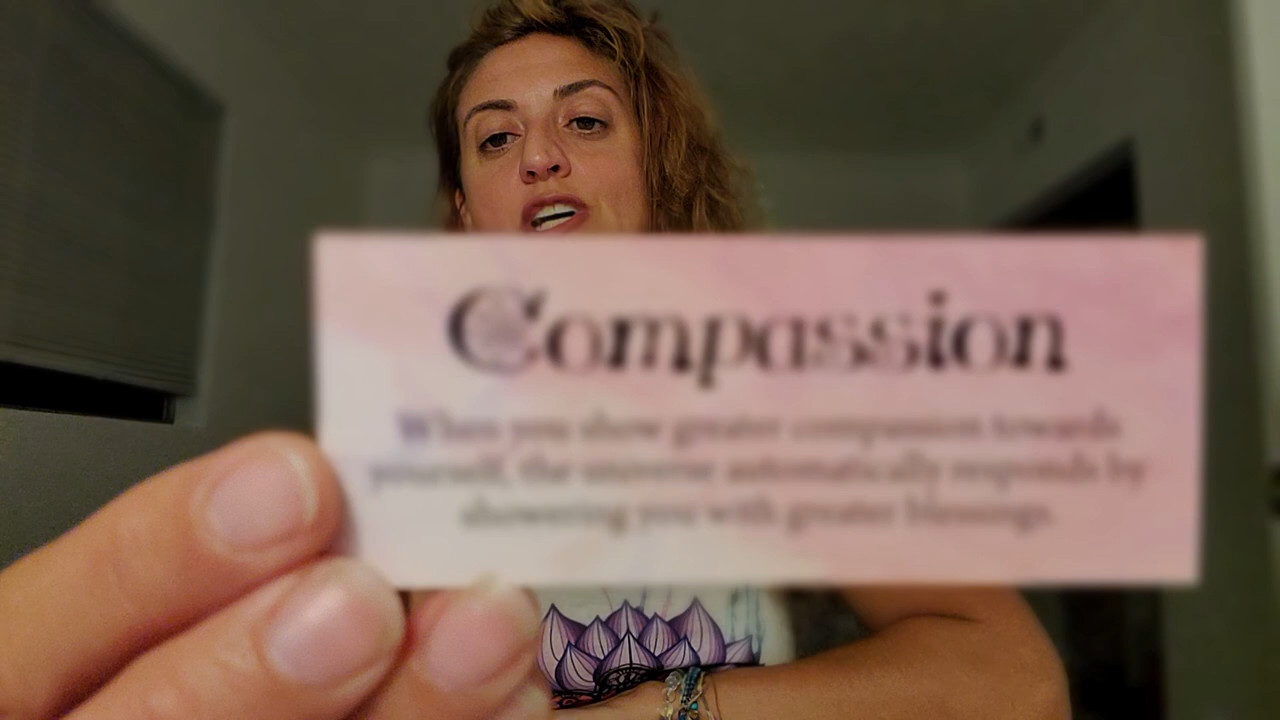 Compassion
When you show greater compassion towards
yourself, the universe automatically responds by
showering you with greater blessings.